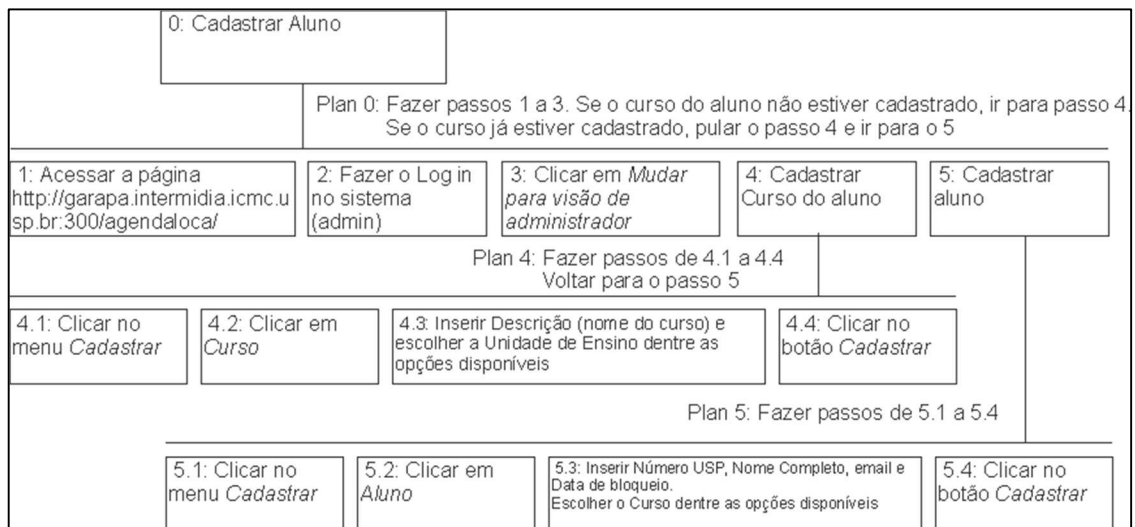 0: Cadastrar Aluno
Plan 0: Fazer passos 1 a 3. Se o curso do aluno não estiver cadastrado, ir para passo 4.
Se o curso já estiver cadastrado, pular o passo 4 e ir para o 5
1: Acessar a página
http://garapa.intermidia.icmc.u
sp.br:300/agendaloca/
2: Fazer o Log in
no sistema
(admin)
3: Clicar em Mudar
para visão de
administrador
4: Cadastrar
Curso do aluno
5: Cadastrar
aluno
Plan 4: Fazer passos de 4.1 a 4.4
Voltar para o passo 5
4.1: Clicar no
menu Cadastrar
4.2: Clicar em
Curso
4.3: Inserir Descrição (nome do curso) e
escolher a Unidade de Ensino dentre as
opções disponíveis
4.4: Clicar no
botão Cadastrar
Plan 5: Fazer passos de 5.1 a 5.4
5.1: Clicar no
menu Cadastrar
5.2: Clicar em
Aluno
5.3: Inserir Número USP, Nome Completo, email e
Data de bloqueio.
Escolher o Curso dentre as opções disponíveis
5.4: Clicar no
botão Cadastrar